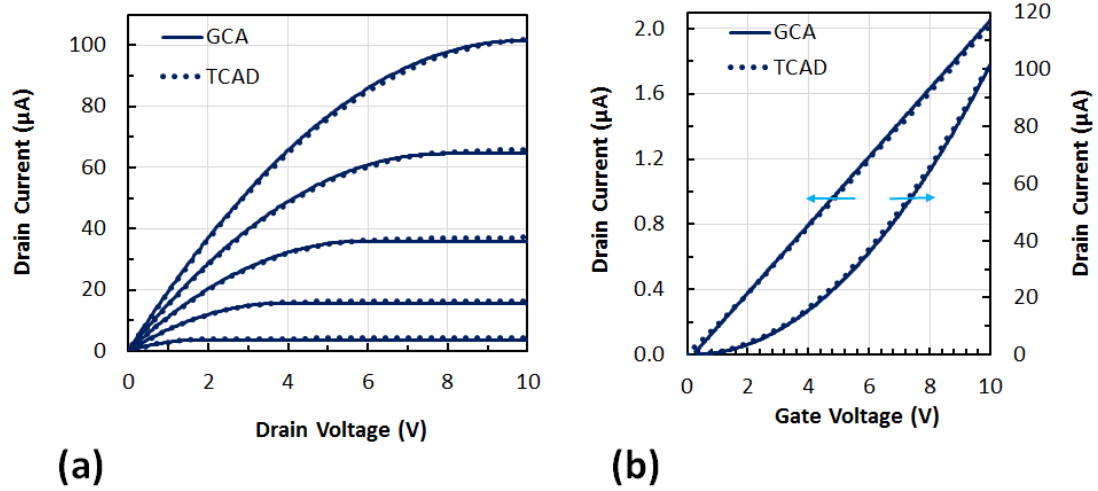 100
80
60
40
20
0
0 2 4 6 8 10
Drain Current (µA)
Drain Voltage (V)
GCA
TCAD
(a)
2.0
1.6
1.2
0.8
0.4
0.0
120
100
80
60
40
20
0
0 2 4 6 8 10
Drain Current (µA)
Drain Current (µA)
Gate Voltage (V)
GCA
TCAD
(b)